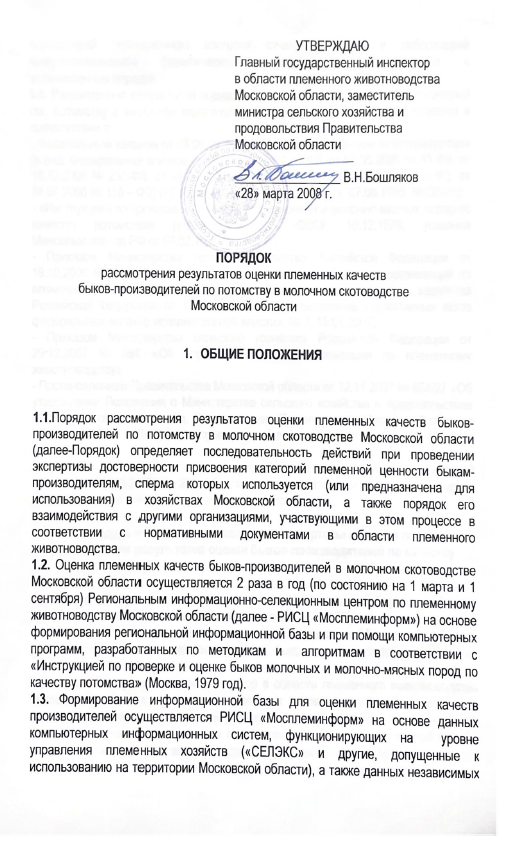 УТВЕРЖДАЮ
Главный государственный инспектор
в области племенного животноводства
Московской области, заместитель
министра сельского хозяйства и
продовольствия Правительства
Московской области
В.Н.Бошляков
«28» марта 2008 г.
ПОРЯДОК
рассмотрения результатов оценки племенных качеств
быков-производителей по потомству в молочном скотоводстве
Московской области
1. ОБЩИЕ ПОЛОЖЕНИЯ
1.1.Порядок рассмотрения результатов оценки племенных качеств быков-
производителей по потомству в молочном скотоводстве Московской области
(далее-Порядок) определяет последовательность действий при проведении
экспертизы достоверности присвоения категорий племенной ценности быкам-
производителям, сперма которых используется (или предназначена для
использования) в хозяйствах Московской области, а также порядок его
взаимодействия с другими организациями, участвующими в этом процессе в
соответствии с нормативными документами в области племенного
животноводства.
1.2. Оценка племенных качеств быков-производителей в молочном скотоводстве
Московской области осуществляется 2 раза в год (по состоянию на 1 марта и 1
сентября) Региональным информационно-селекционным центром по племенному
животноводству Московской области (далее - РИСЦ «Мосплеминформ») на основе
формирования региональной информационной базы и при помощи компьютерных
программ, разработанных по методикам и алгоритмам в соответствии с
«Инструкцией по проверке и оценке быков молочных и молочно-мясных пород по
качеству потомства» (Москва, 1979 год).
1.3. Формирование информационной базы для оценки племенных качеств
производителей осуществляется РИСЦ «Мосплеминформ» на основе данных
компьютерных информационных систем, функционирующих на уровне
управления племенных хозяйств («СЕЛЭКС» и другие, допущенные к
использованию на территории Московской области), а также данных независимых